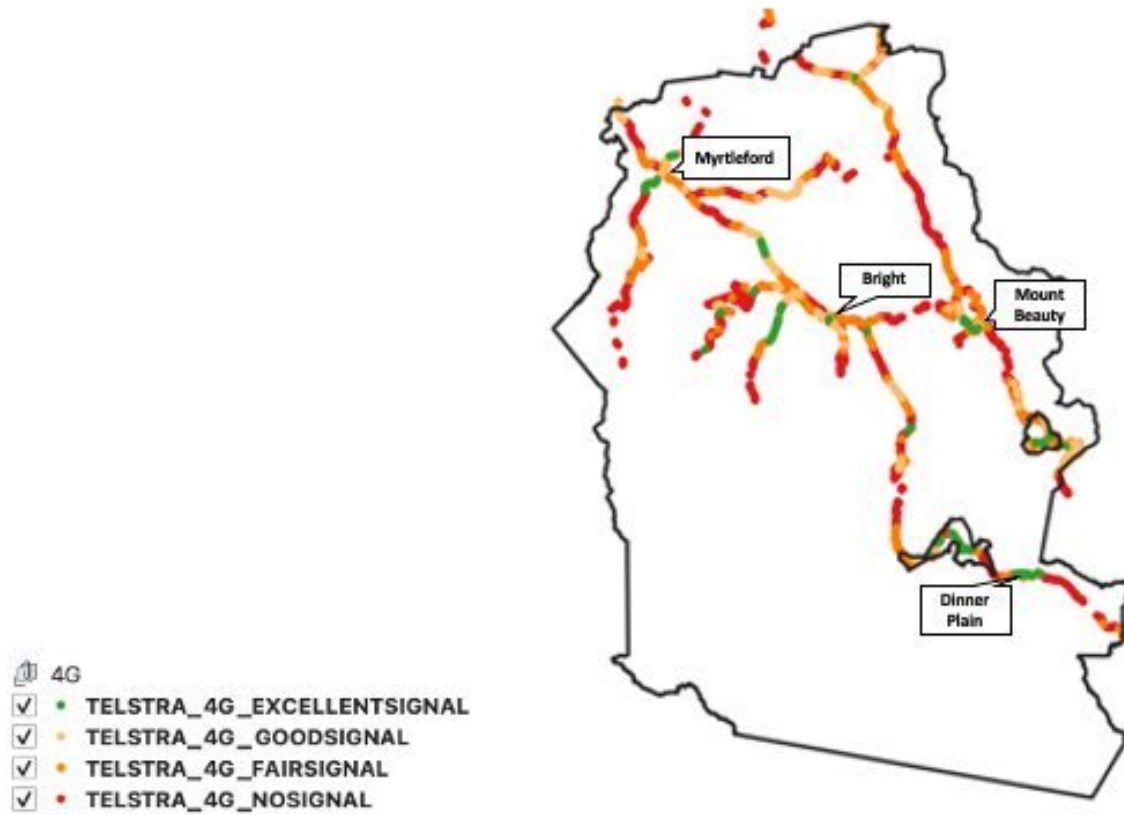 Myrtleford
Bright
Mount
Beauty
Dinner
Plain
4G
TELSTRA_4G_EXCELLENTSIGNAL
TELSTRA_4G_GOODSIGNAL
TELSTRA_4G_FAIRSIGNAL
TELSTRA_4G_NOSIGNAL